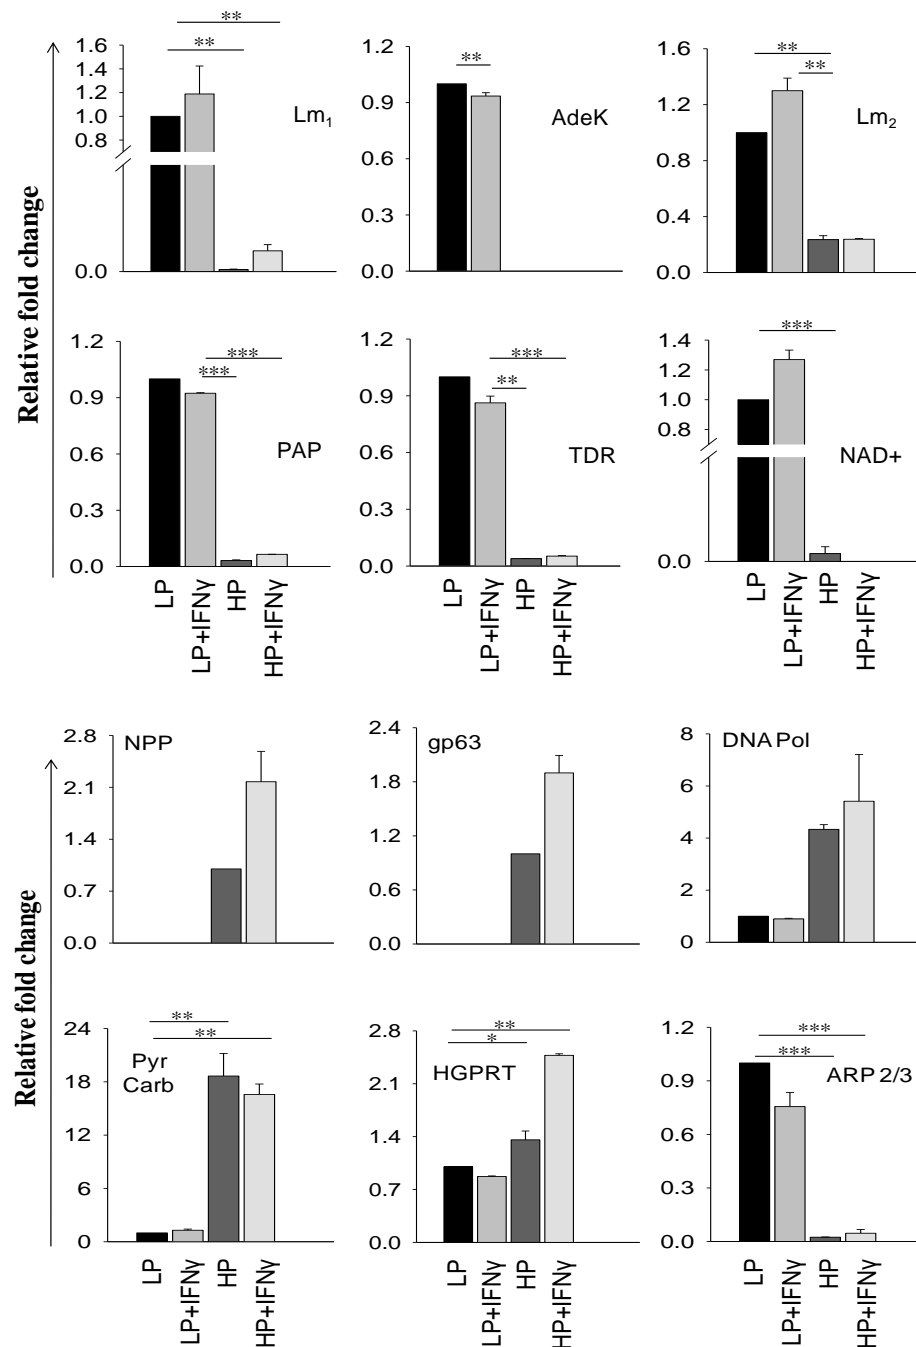 Relative fold change
** 
**
1.6
1.4
1.2
1.0
0.8
0.0
Lm1
**
1.2
0.9
0.6
0.3
0.0
AdeK
**
**
1.6
1.2
0.8
0.4
0.0
Lm2
***
***
1.2
0.9
0.6
0.3
0.0
PAP
LP
LP+IFNγ
HP
HP+IFNγ
***
**
1.2
0.9
0.6
0.3
0.0
TDR
LP
LP+IFNγ
HP
HP+IFNγ
***
1.4
1.2
1.0
0.8
0.0
NAD+
LP
LP+IFNγ
HP
HP+IFNγ
Relative fold change
NPP
2.8
2.1
1.4
0.7
0.0
gp63
2.4
1.8
1.2
0.6
0.0
DNA Pol
8
6
4
2
0
Relative fold change
**
**
24
18
12
6
0
Pyr
Carb
LP
LP+IFNγ
HP
HP+IFNγ
**
*
2.8
2.1
1.4
0.7
0.0
HGPRT
LP
LP+IFNγ
HP
HP+IFNγ
***
***
1.2
0.9
0.6
0.3
0.0
ARP 2/3
LP
LP+IFNγ
HP
HP+IFNγ